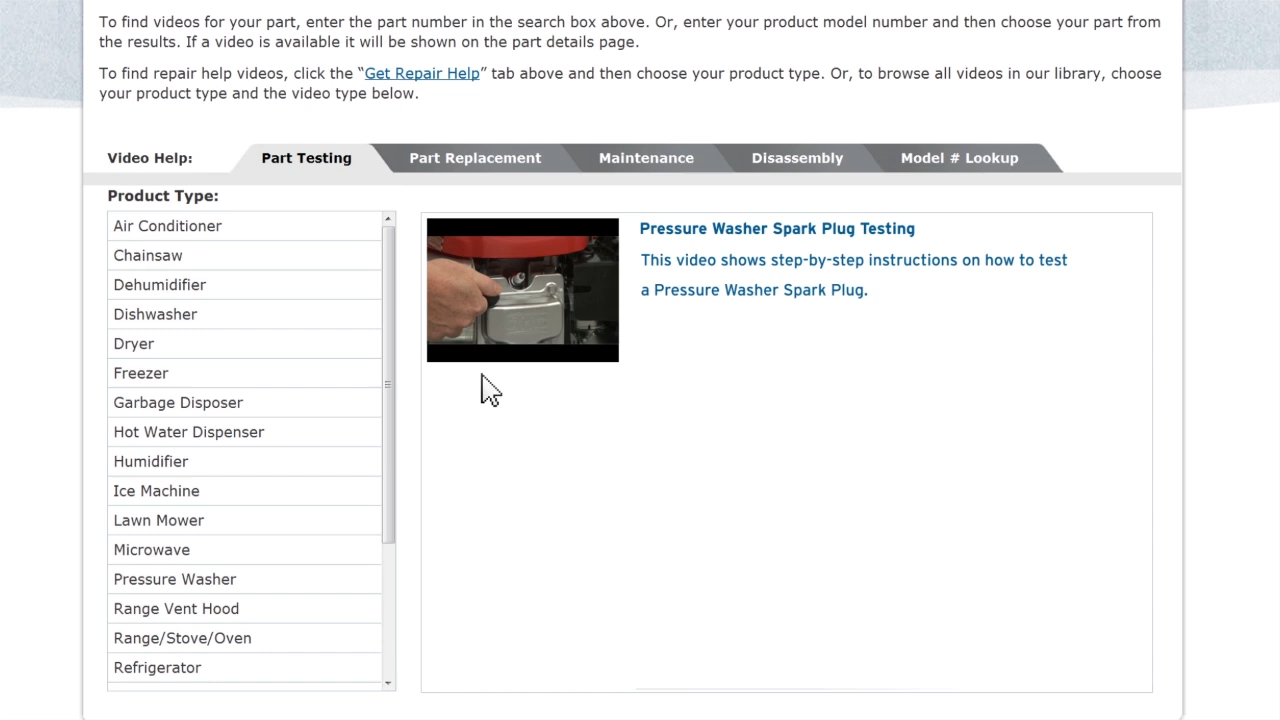 To find videos for your part, enter the part number in the search box above. Or, enter your product model number and then choose your part from
the results. If a video is available it will be shown on the part details page.
To find repair help videos, click the “Get Repair Help” tab above and then choose your product type. Or, to browse all videos in our library, choose
your product type and the video type below.
Video Help: Part Testing Part Replacement Maintenance Disassembly Model # Lookup
Product Type:
Air Conditioner
Chainsaw
Dehumidifier
Dishwasher
Dryer
Freezer
Garbage Disposer
Hot Water Dispenser
Humidifier
Ice Machine
Lawn Mower
Microwave
Pressure Washer
Range Vent Hood
Range/Stove/Oven
Refrigerator
Pressure Washer Spark Plug Testing
This video shows step-by-step instructions on how to test
a Pressure Washer Spark Plug.